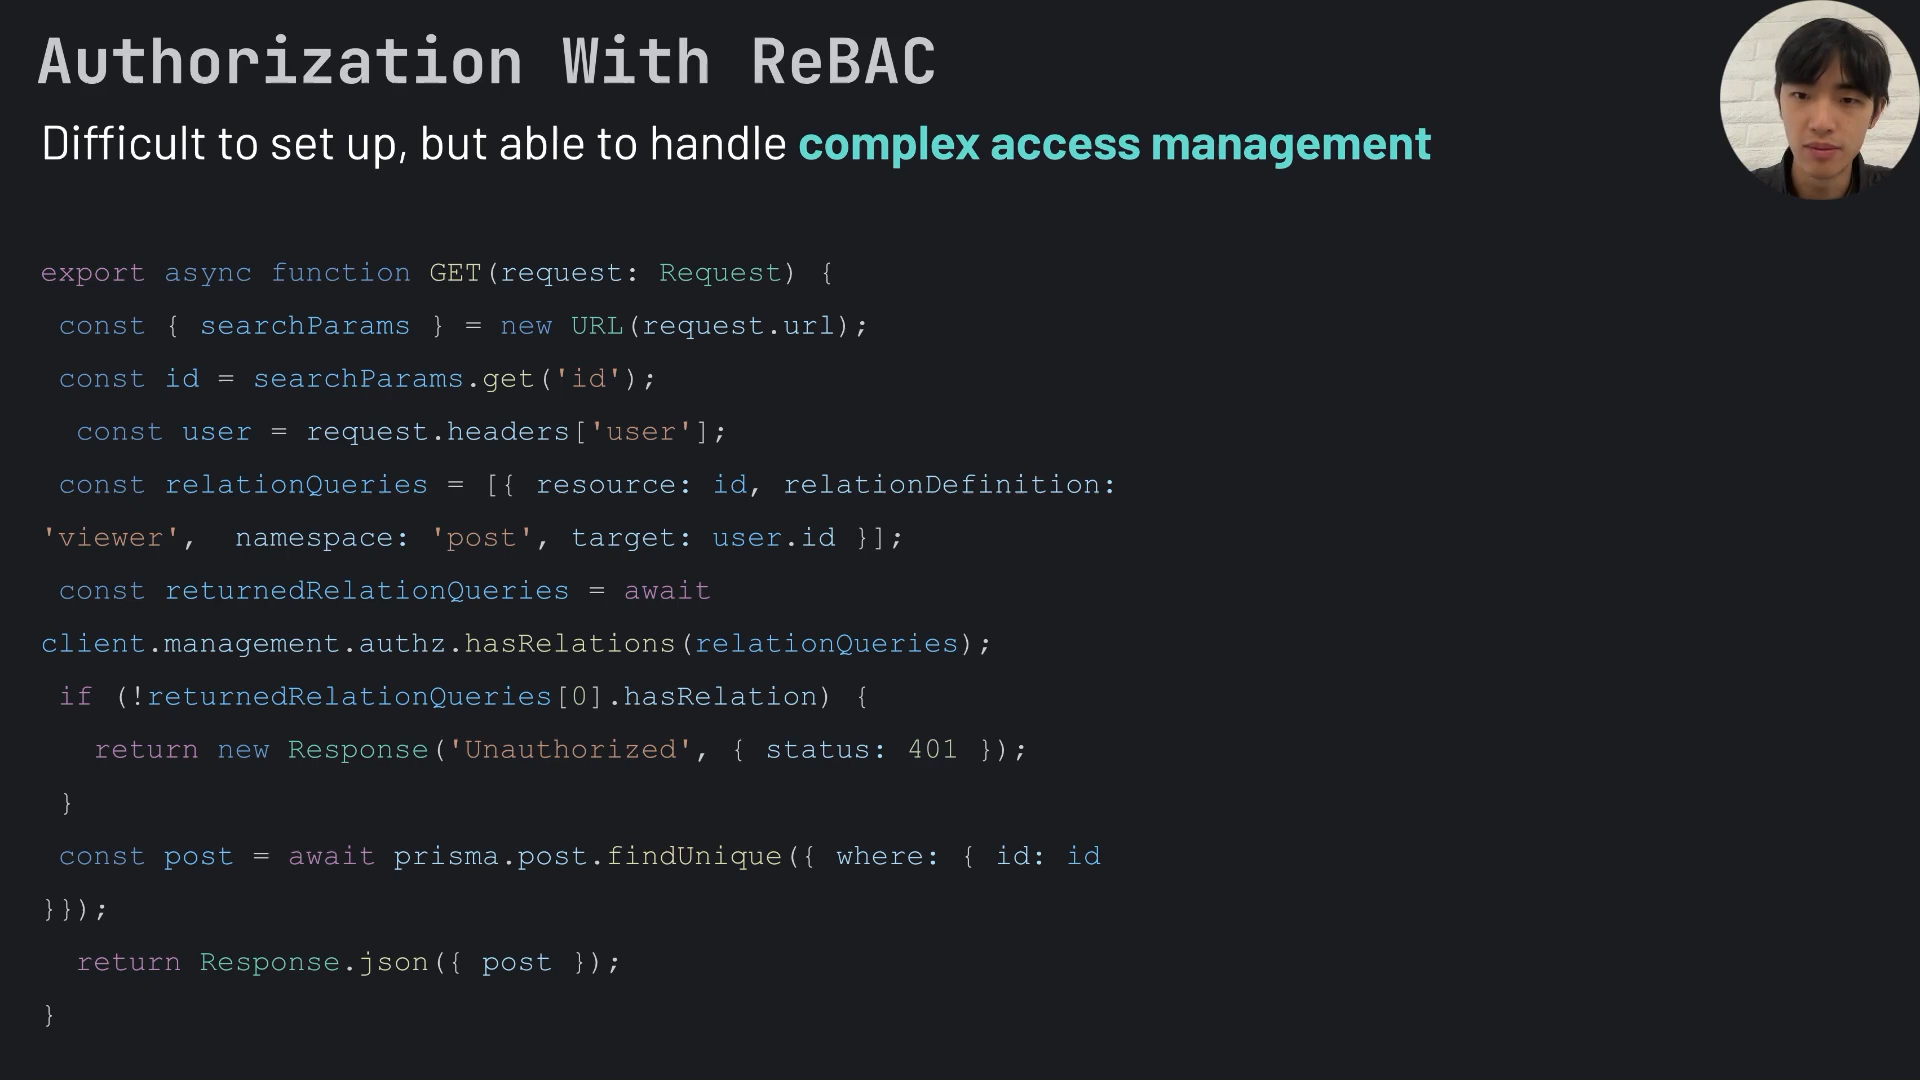 Authorization With ReBAC
Difficult to set up, but able to handle complex access management
export async function GET(request: Request) {
const { searchParams } = new URL(request.url);
const id = searchParams.get('id');
const user = request.headers['user'];
const relationQueries = [{ resource: id, relationDefinition:
'viewer',  namespace: 'post', target: user.id }];
const returnedRelationQueries = await
client.management.authz.hasRelations(relationQueries);
if (!returnedRelationQueries[0].hasRelation) {
return new Response('Unauthorized', { status: 401 });
}
const post = await prisma.post.findUnique({ where: { id: id
}});
return Response.json({ post });
}